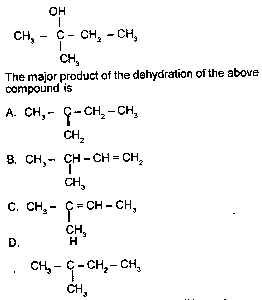 OH
CH₃ – C – CH₂ – CH₃
CH₃
The major product of the dehydration of the above
compound is
A. CH₃ – C – CH₂ – CH₃
CH₂
B. CH₃ – CH – CH = CH₂
CH₃
C. CH₃ – C = CH – CH₃
CH₃
D. H
CH₃ – C – CH₂ – CH₃
CH₃